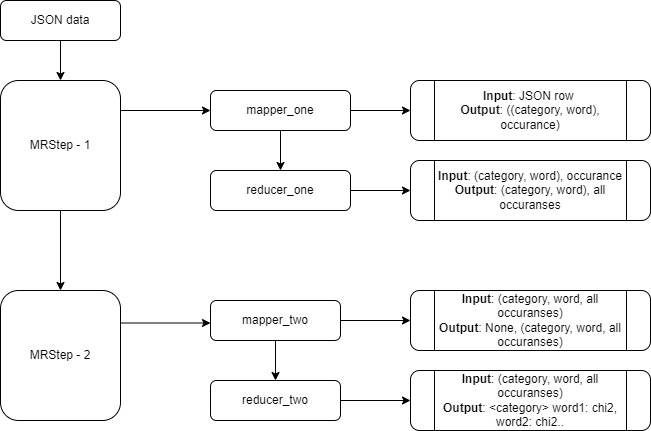 JSON data
MRStep - 1
mapper_one
Input: JSON row
Output: ((category, word),
occurance)
reducer_one
Input: (category, word), occurance
Output: (category, word), all
occuranses
MRStep - 2
mapper_two
Input: (category, word, all
occuranses)
Output: None, (category, word, all
occuranses)
reducer_two
Input: (category, word, all
occuranses)
Output: <category> word1: chi2,
word2: chi2..